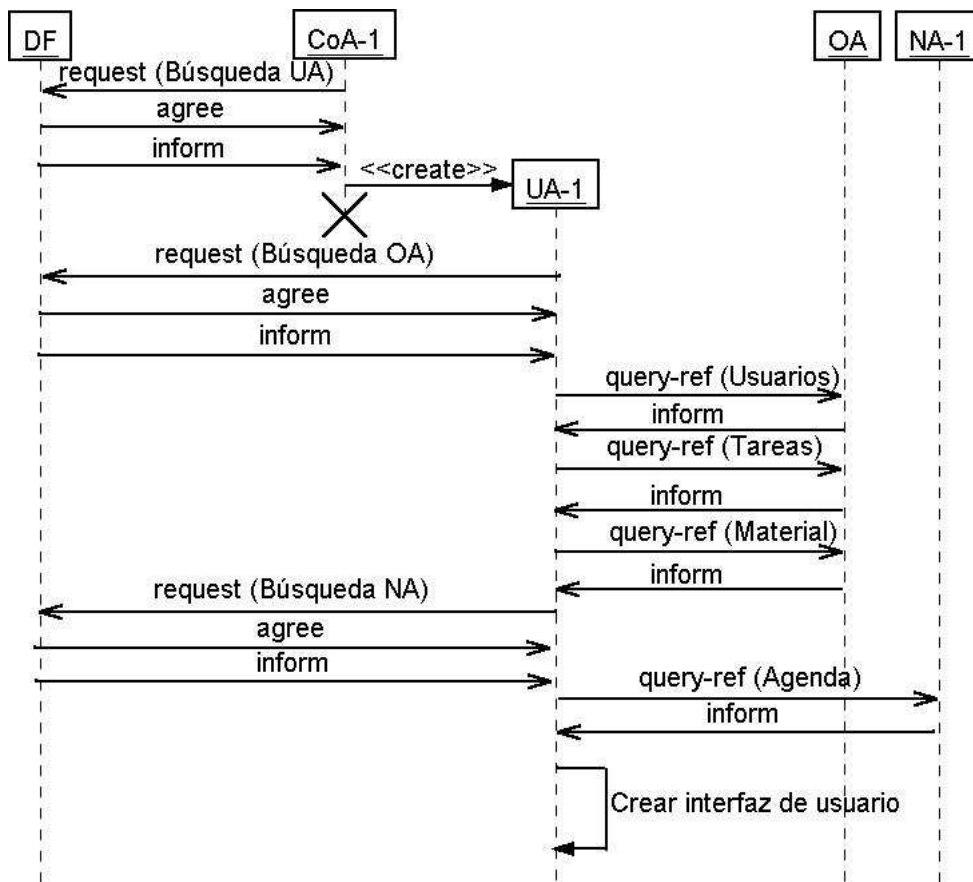 DF
CoA-1
OA
NA-1
request (Búsqueda UA)
agree
inform
<<create>>
UA-1
request (Búsqueda OA)
agree
inform
query-ref (Usuarios)
inform
query-ref (Tareas)
inform
query-ref (Material)
inform
request (Búsqueda NA)
agree
inform
query-ref (Agenda)
inform
Crear interfaz de usuario